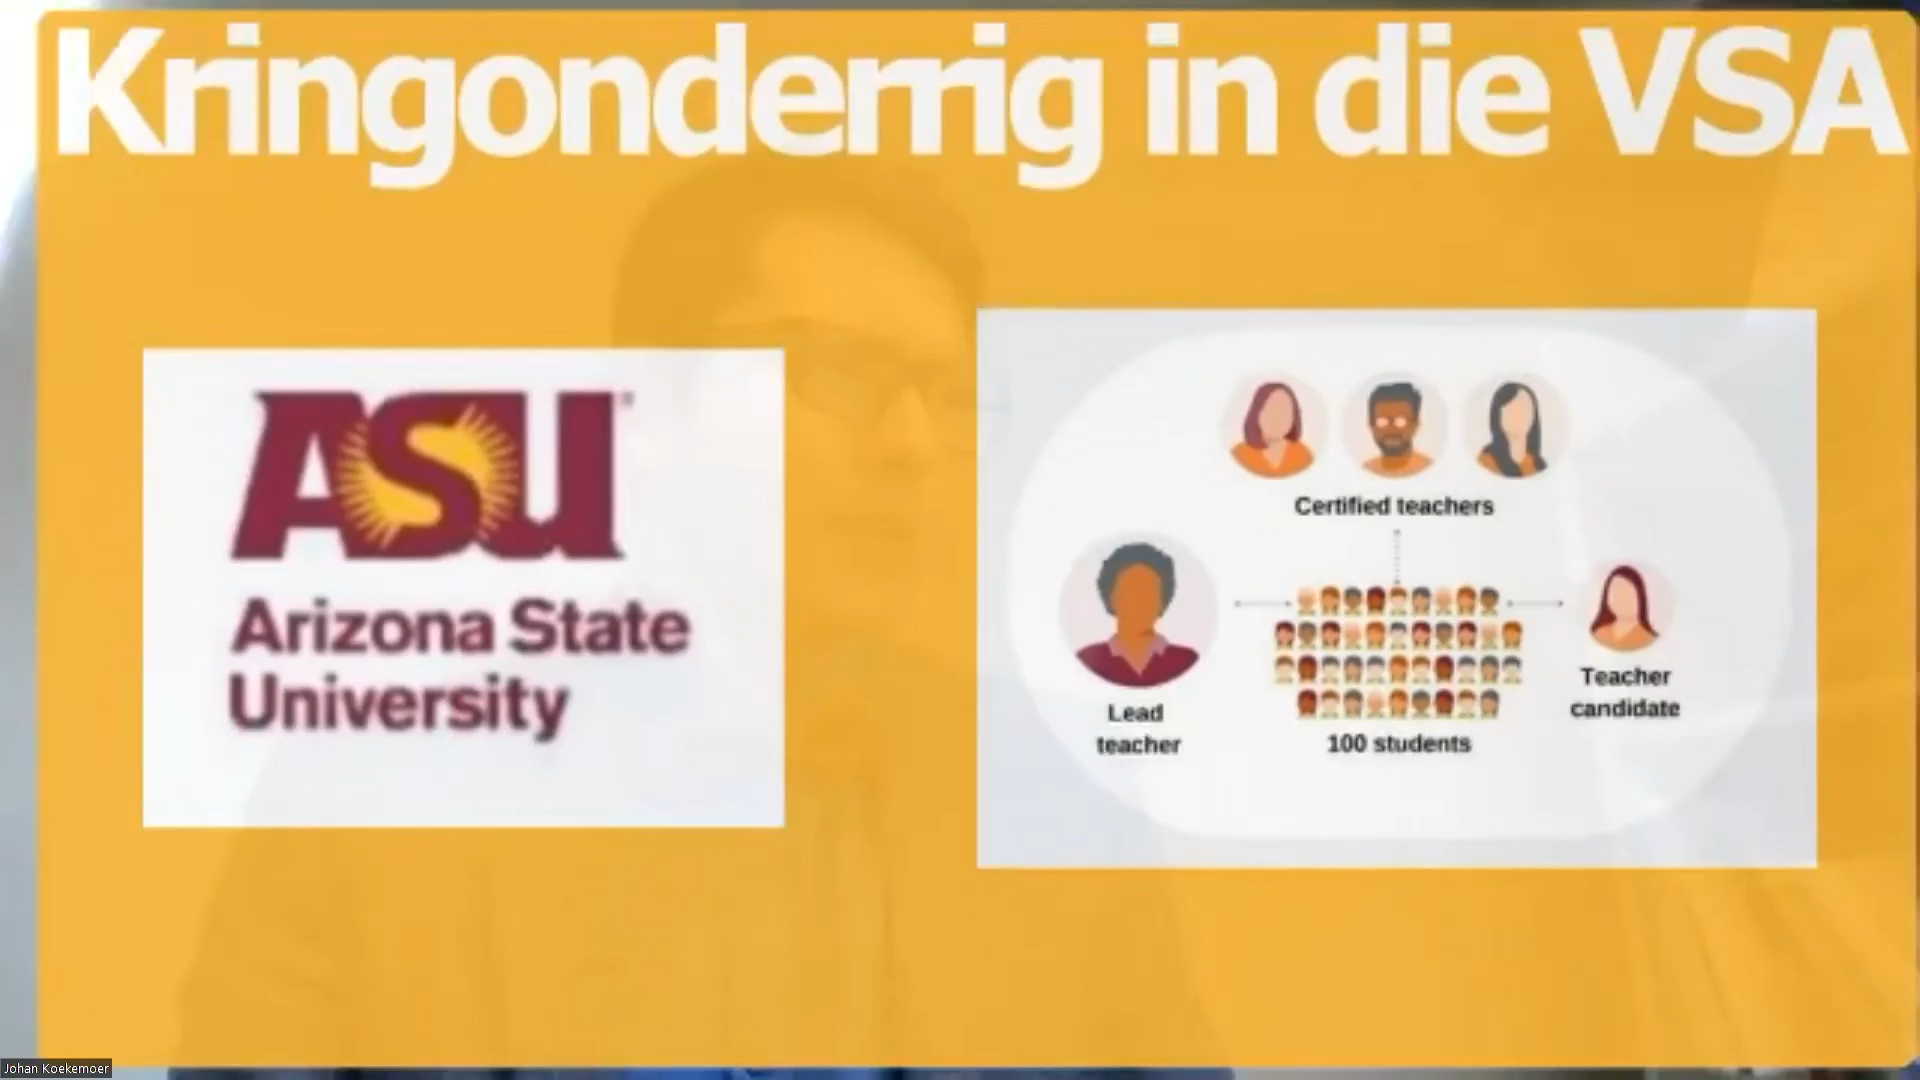 Kringonderrig in die VSA
ASU
Arizona State
University
Certified teachers
Lead
teacher
Teacher
candidate
100 students
Johan Koekemoer